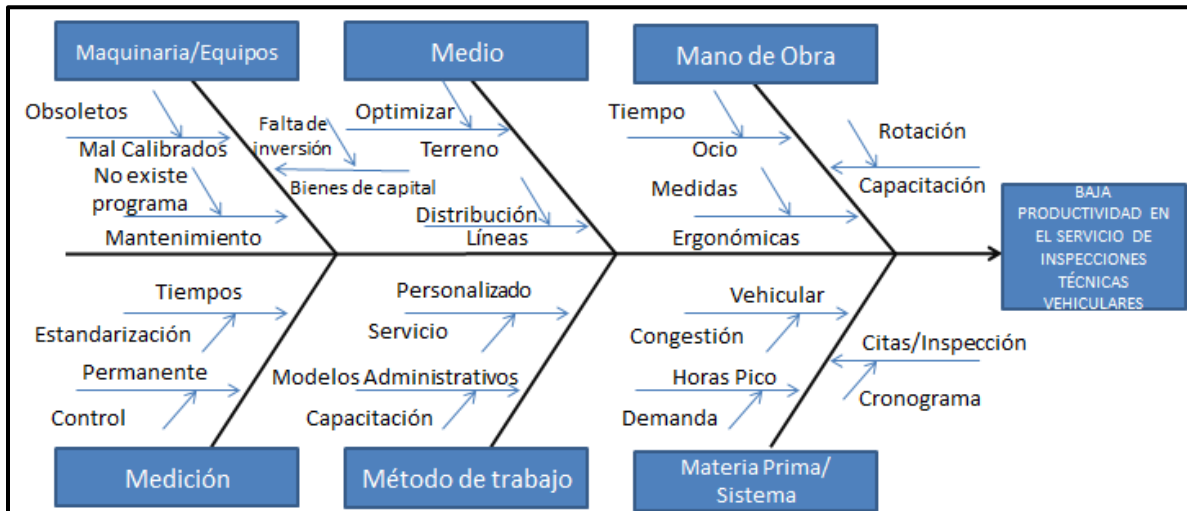 Maquinaria/Equipos
Medio
Mano de Obra
Obsoletos
Mal Calibrados
Falta de
inversión
Bienes de capital
No existe
programa
Mantenimiento
Optimizar
Terreno
Distribución
Líneas
Tiempo
Ocio
Rotación
Capacitación
Medidas
Ergonómicas
BAJA
PRODUCTIVIDAD EN
EL SERVICIO DE
INSPECCIONES
TÉCNICAS
VEHICULARES
Tiempos
Estandarización
Permanente
Control
Personalizado
Servicio
Modelos Administrativos
Capacitación
Vehicular
Congestión
Citas/Inspección
Cronograma
Horas Pico
Demanda
Medición
Método de trabajo
Materia Prima/
Sistema